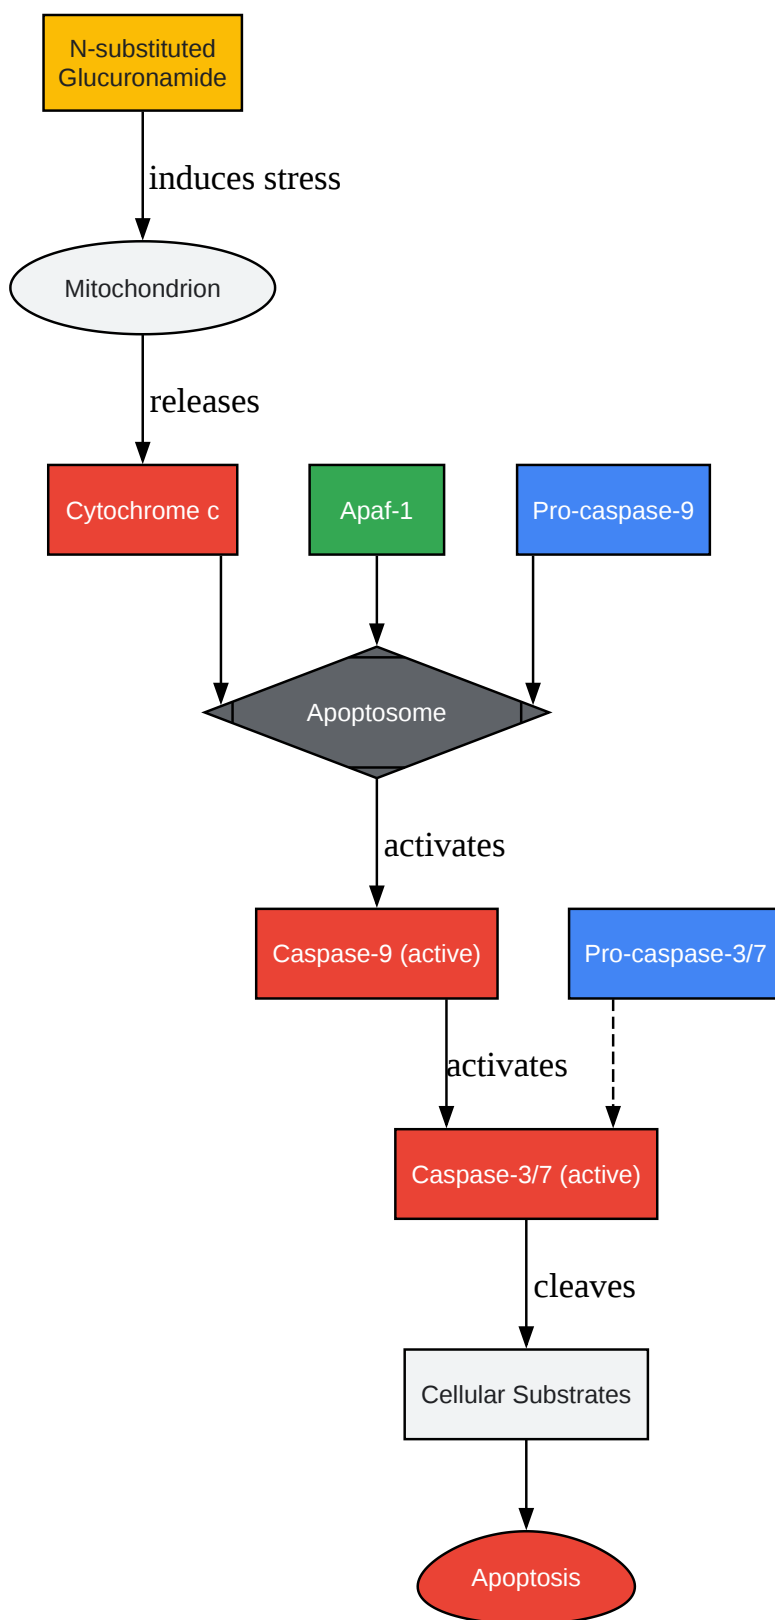 N-substituted
Glucuronamide
induces stress
Mitochondrion
releases
Cytochrome c
Apaf-1
Pro-caspase-9
Apoptosome
activates
Caspase-9 (active)
Pro-caspase-3/7
activates
Caspase-3/7 (active)
cleaves
Cellular Substrates
Apoptosis